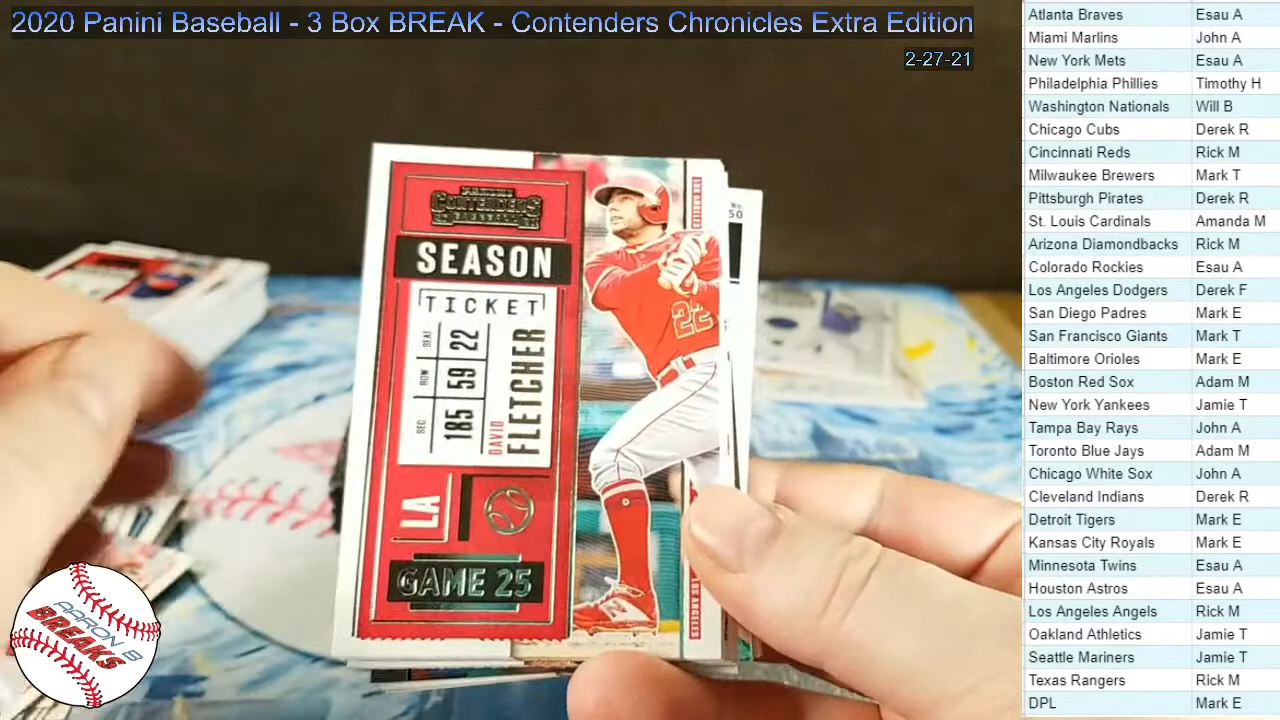 2020 Panini Baseball - 3 Box BREAK - Contenders Chronicles Extra Edition
2-27-21
PANINI
CONTENDERS
BASEBALL
SEASON
TICKET
SEC ROW SEAT
185 59 22
DAVID
FLETCHER
LA
GAME 25
LOS ANGELES
22
LOS ANGELES
No.
50
AARON B
BREAKS
Atlanta Braves Esau A
Miami Marlins John A
New York Mets Esau A
Philadelphia Phillies Timothy H
Washington Nationals Will B
Chicago Cubs Derek R
Cincinnati Reds Rick M
Milwaukee Brewers Mark T
Pittsburgh Pirates Derek R
St. Louis Cardinals Amanda M
Arizona Diamondbacks Rick M
Colorado Rockies Esau A
Los Angeles Dodgers Derek F
San Diego Padres Mark E
San Francisco Giants Mark T
Baltimore Orioles Mark E
Boston Red Sox Adam M
New York Yankees Jamie T
Tampa Bay Rays John A
Toronto Blue Jays Adam M
Chicago White Sox John A
Cleveland Indians Derek R
Detroit Tigers Mark E
Kansas City Royals Mark E
Minnesota Twins Esau A
Houston Astros Esau A
Los Angeles Angels Rick M
Oakland Athletics Jamie T
Seattle Mariners Jamie T
Texas Rangers Rick M
DPL Mark E